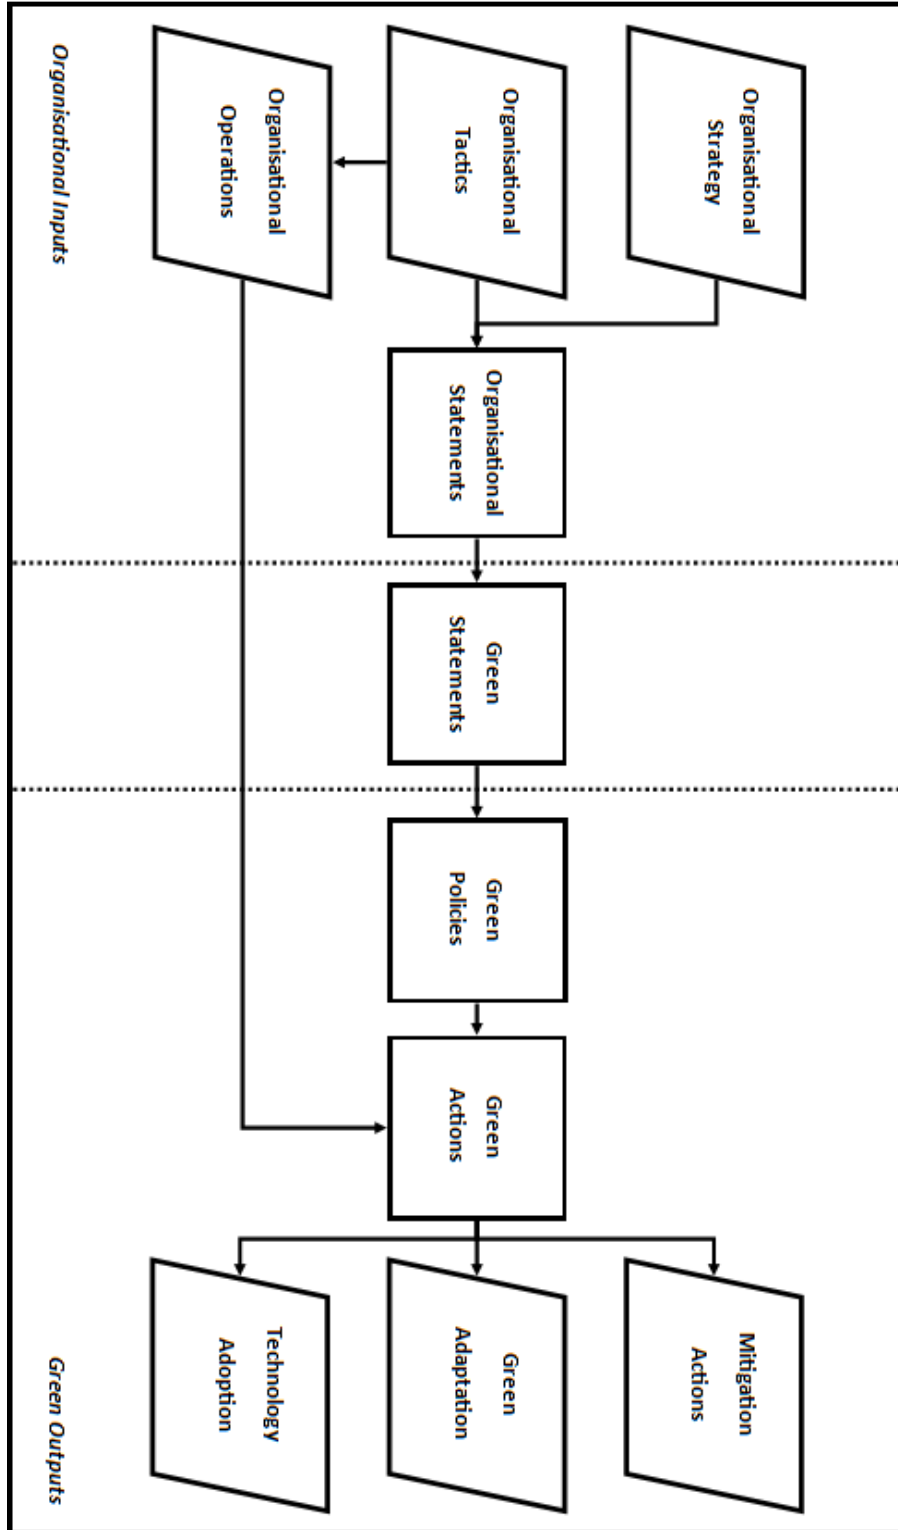 Organisational
Strategy
Organisational
Tactics
Organisational
Operations
Organisational
Statements
Green
Statements
Green
Policies
Green
Actions
Mitigation
Actions
Green
Adaptation
Technology
Adoption
Organisational Inputs
Green Outputs